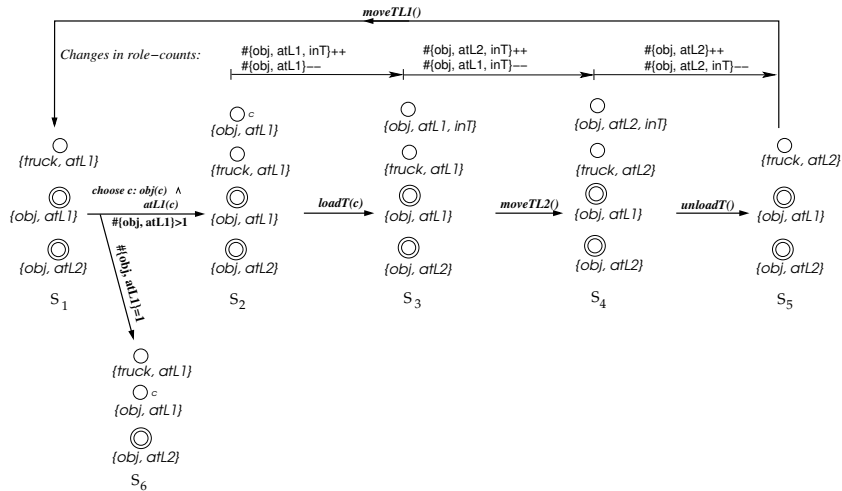 moveTL1()
Changes in role−counts:
#{obj, atL1, inT}++
#{obj, atL1}−−
#{obj, atL2, inT}++
#{obj, atL1, inT}−−
#{obj, atL2}++
#{obj, atL2, inT}−−
{truck, atL1}
{obj, atL1}
{obj, atL2}
S1
choose c: obj(c) ∧
atL1(c)
#{obj, atL1}>1
#{obj, atL1}=1
c
{obj, atL1}
{truck, atL1}
{obj, atL1}
{obj, atL2}
S2
loadT(c)
{obj, atL1, inT}
{truck, atL1}
{obj, atL1}
{obj, atL2}
S3
moveTL2()
{obj, atL2, inT}
{truck, atL2}
{obj, atL1}
{obj, atL2}
S4
unloadT()
{truck, atL2}
{obj, atL1}
{obj, atL2}
S5
{truck, atL1}
c
{obj, atL1}
{obj, atL2}
S6